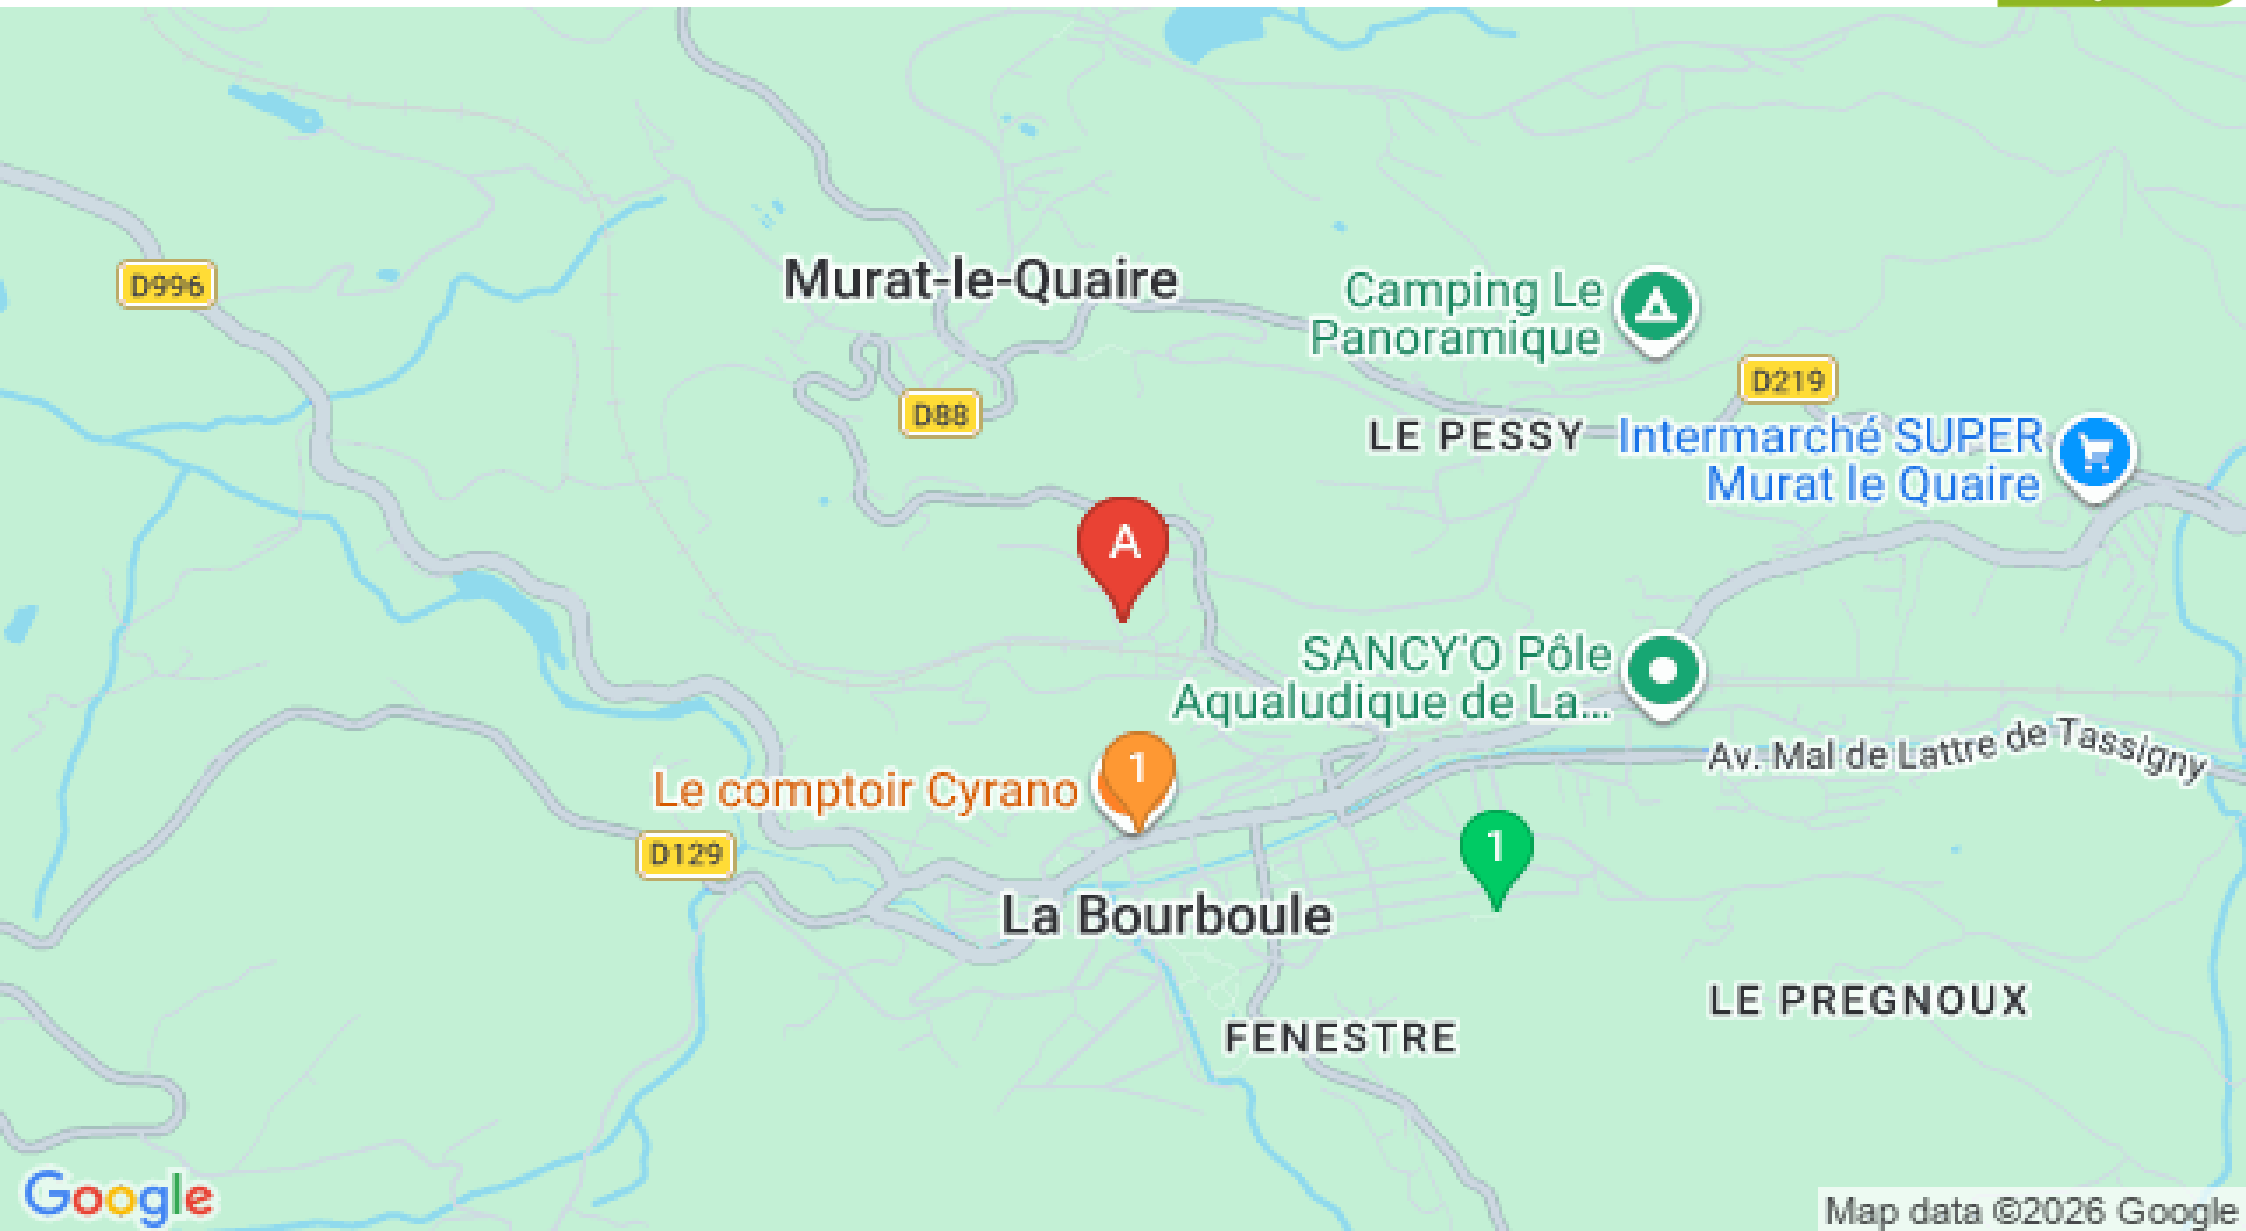 Murat-le-Quaire
D996
Camping Le
Panoramique
D219
D88
LE PESSY
Intermarché SUPER
Murat le Quaire
A
SANCY'O Pôle
Aqualudique de La...
Av. Mal de Lattre de Tassigny
1
Le comptoir Cyrano
1
D129
La Bourboule
LE PREGNOUX
FENESTRE
Google
Map data ©2026 Google